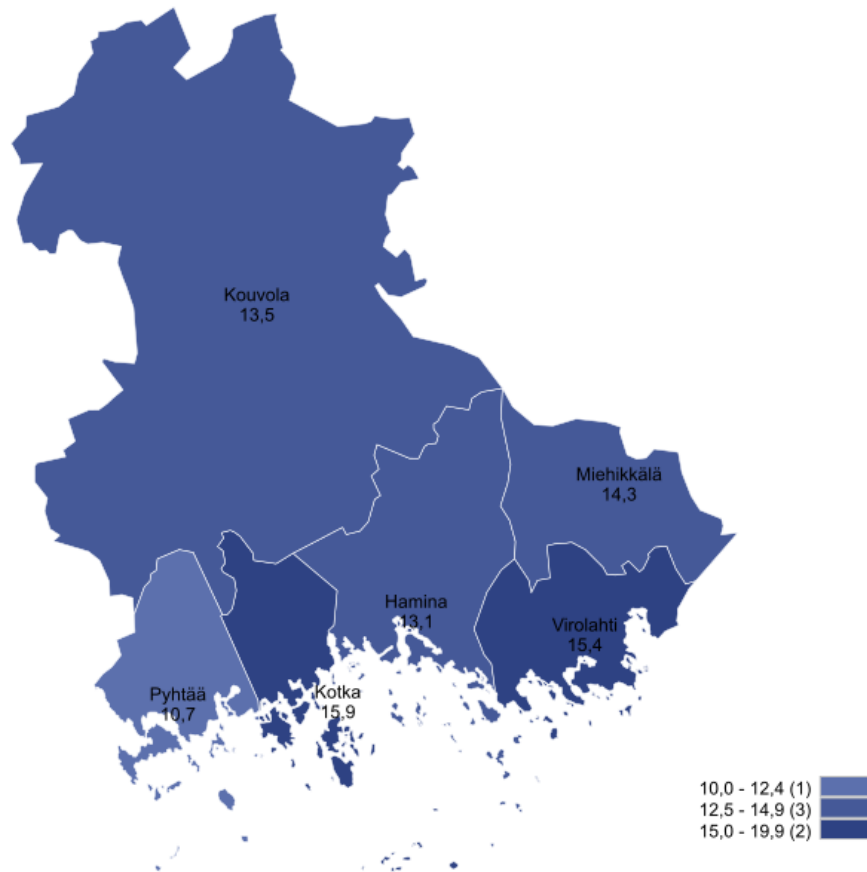 Kouvola
13,5
Miehikkälä
14,3
Hamina
13,1
Virolahti
15,4
Pyhtää
10,7
Kotka
15,9
10,0 - 12,4 (1)
12,5 - 14,9 (3)
15,0 - 19,9 (2)